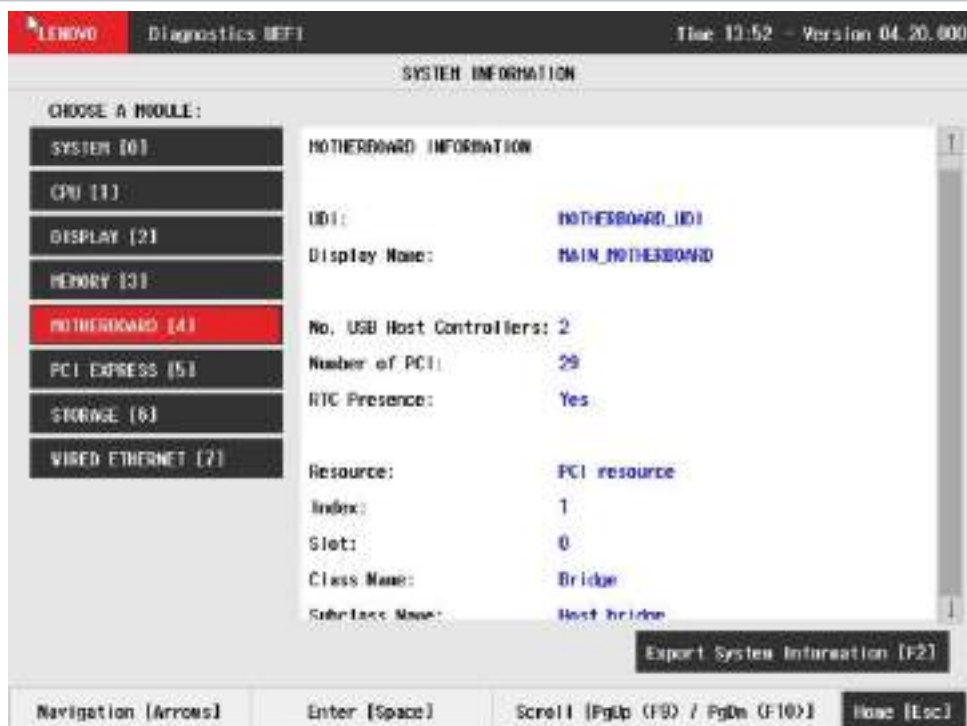 LENOVO Diagnostics UEFI Time 13:52 - Version 04.20.000
SYSTEM INFORMATION
CHOOSE A MODULE:
SYSTEM [0]
CPU [1]
DISPLAY [2]
MEMORY [3]
MOTHERBOARD [4]
PCI EXPRESS [5]
STORAGE [6]
WIRED ETHERNET [7]
MOTHERBOARD INFORMATION
UDI: MOTHERBOARD_UDI
Display Name: MAIN_MOTHERBOARD
No. USB Host Controllers: 2
Number of PCI: 29
RTC Presence: Yes
Resource: PCI resource
Index: 1
Slot: 0
Class Name: Bridge
Subclass Name: Host bridge
Export System Information [F2]
Navigation [Arrows] Enter [Space] Scroll [PgUp (F9) / PgDn (F10)] Home [Esc]